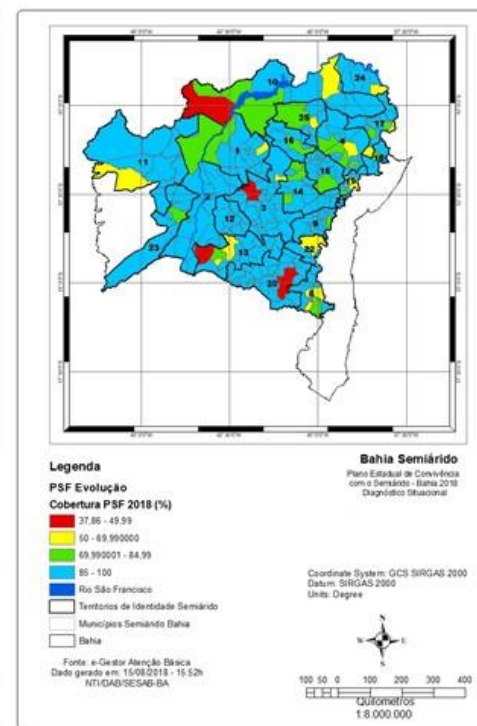 10
24
25
17
16
18
11
1
15
2
14
3
12
9
23
13
22
20
Legenda
PSF Evolução
Cobertura PSF 2018 (%)
37,86 - 49,99
50 - 69,990000
69,990001 - 84,99
85 - 100
Rio São Francisco
Territorios de Identidade Semiárido
Municípios Semiárido Bahia
Bahia
Fonte: e-Gestor Atenção Básica
Dado gerado em: 15/08/2018 - 15:52h
NTI/DAB/SESAB-BA
Bahia Semiárido
Plano Estadual de Convivência
com o Semiárido - Bahia 2018
Diagnóstico Situacional
Coordinate System: GCS SIRGAS 2000
Datum: SIRGAS 2000
Units: Degree
N
W E
S
100 50 0 100 200 300 400
Quilometros
1:8.000.000